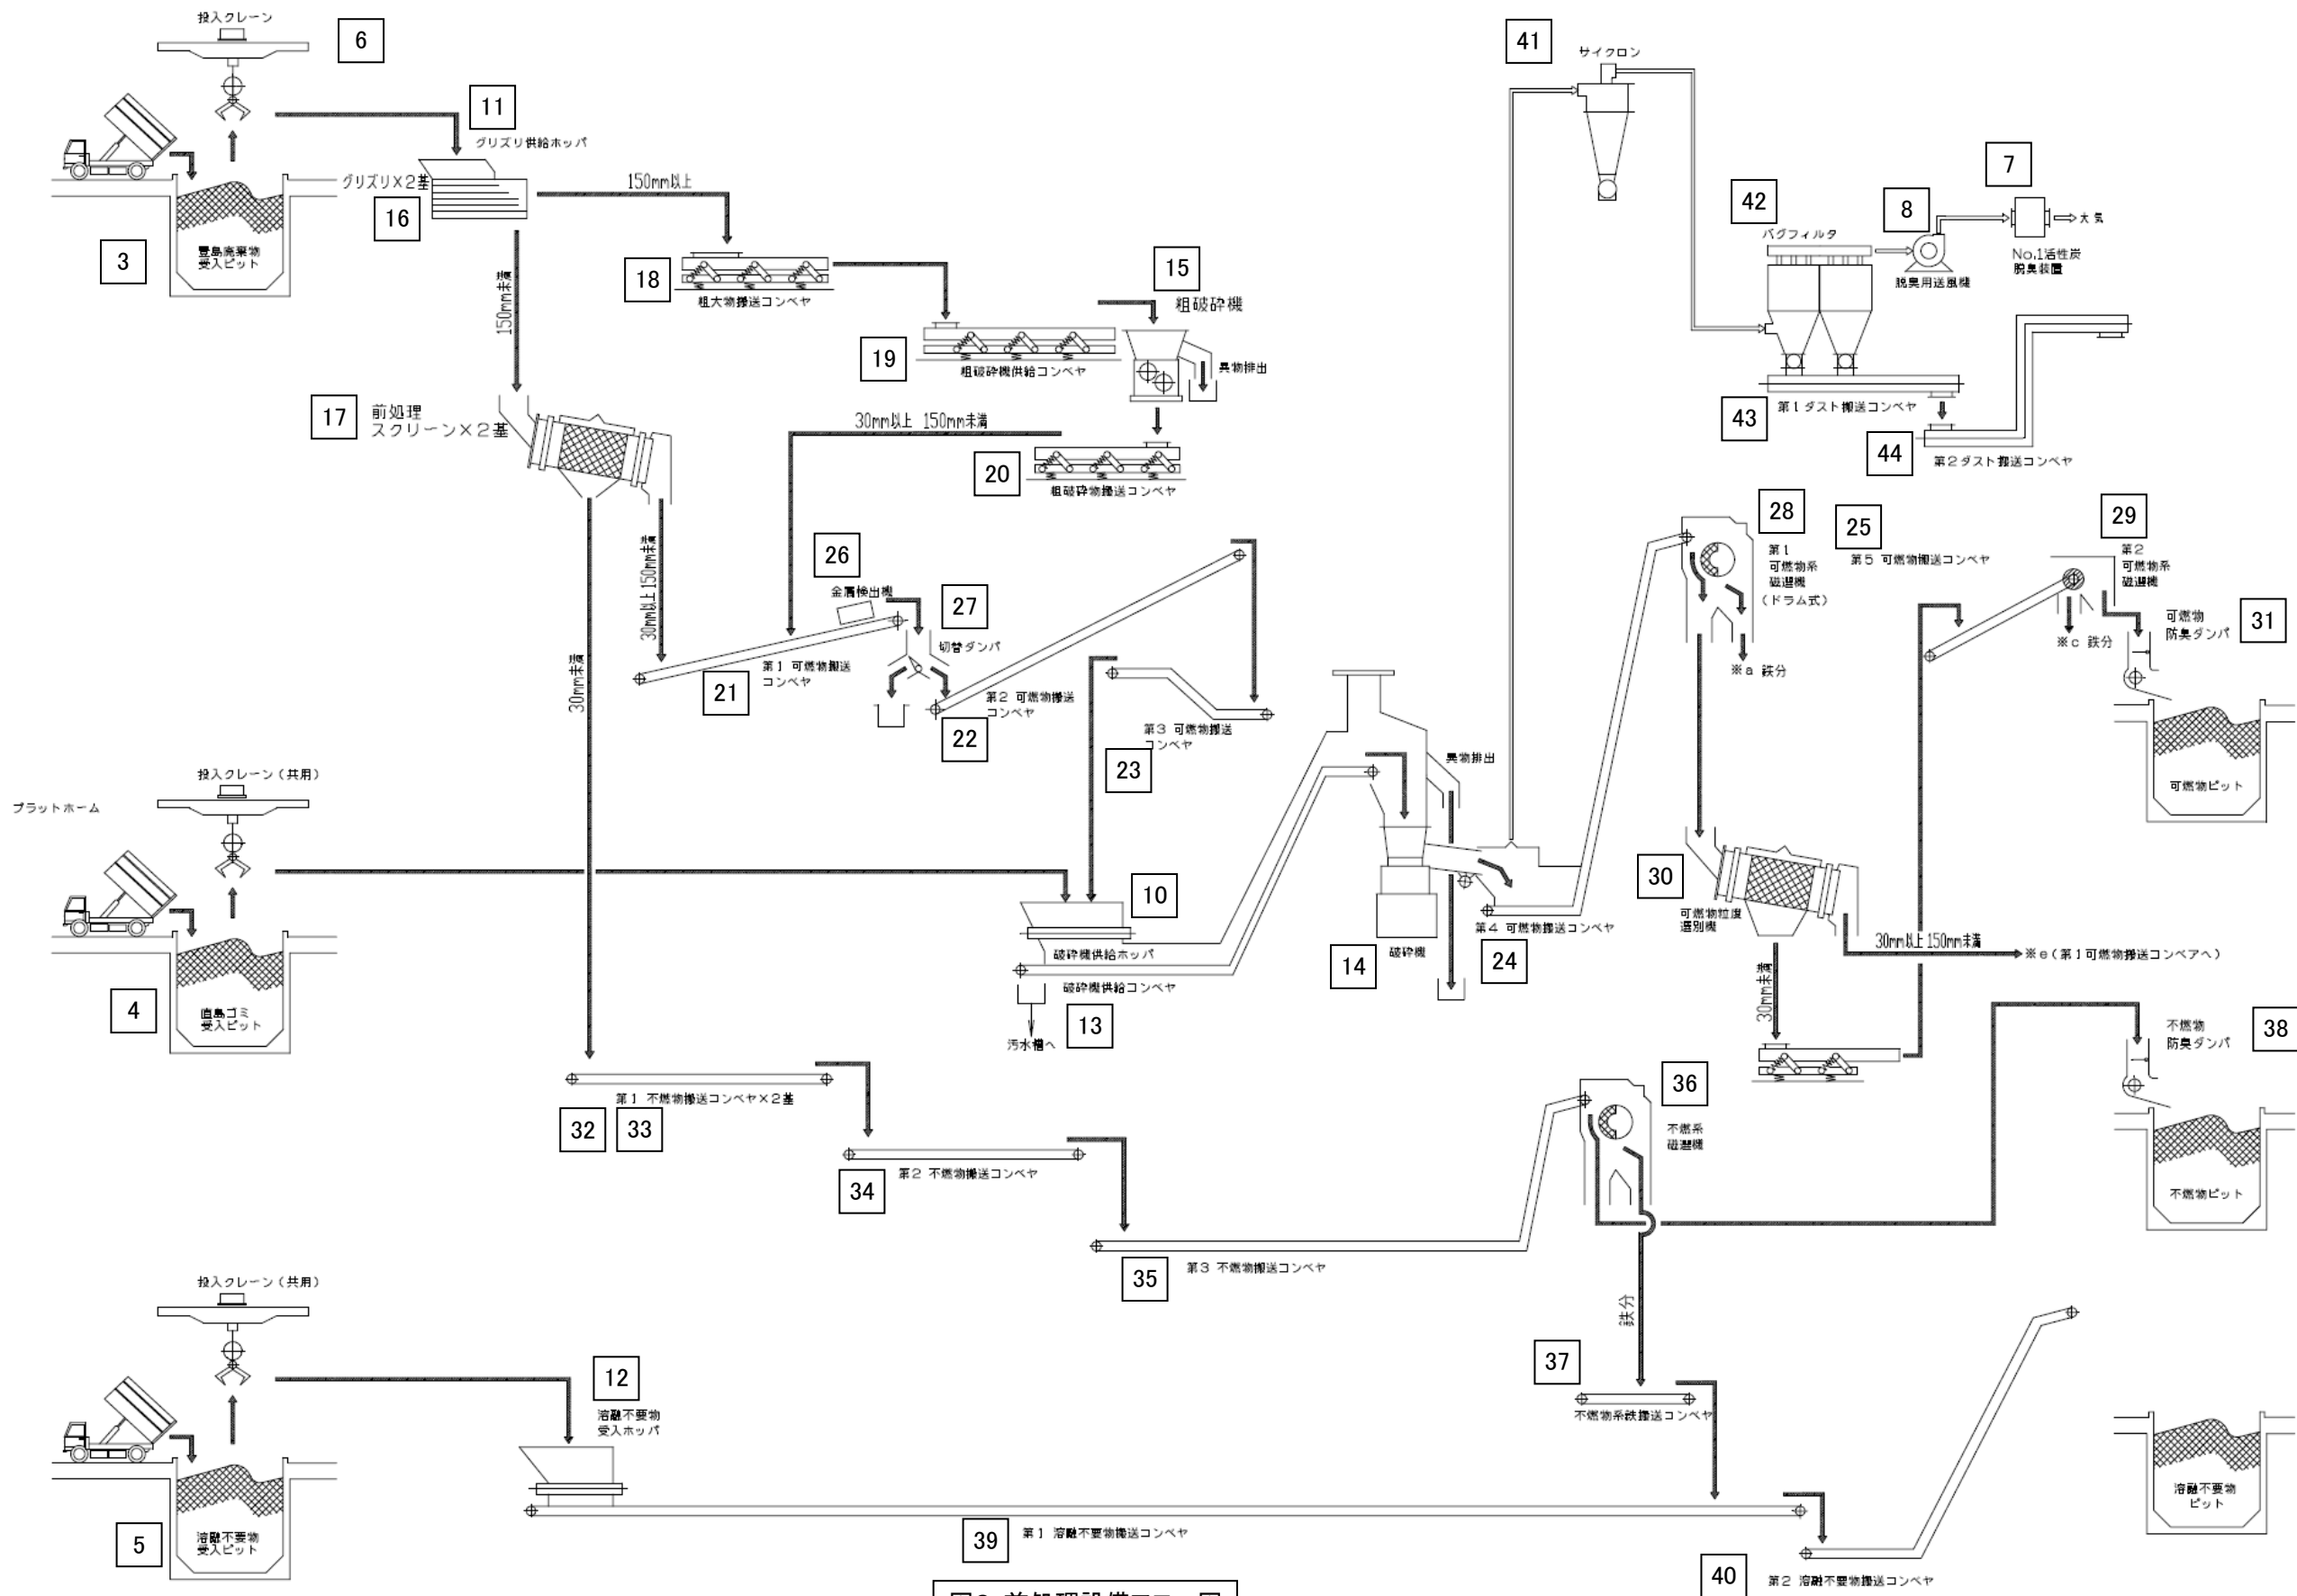 投入クレーン
6
11
グリズリ供給ホッパ
グリズリ×2基
16
150mm以上
3
豊島廃棄物
受入ピット
150mm未満
18
粗大物搬送コンベヤ
15
粗破砕機
19
粗破砕機供給コンベヤ
異物排出
41
サイクロン
7
42
8
バグフィルタ
大気
No.1活性炭
脱臭装置
脱臭用送風機
43
第1ダスト搬送コンベヤ
44
第2ダスト搬送コンベヤ
17
前処理
スクリーン×2基
30mm以上 150mm未満
20
粗破砕物搬送コンベヤ
30mm未満
30mm以上150mm未満
26
金属検出機
27
切替ダンパ
21
第1 可燃物搬送
コンベヤ
22
第2 可燃物搬送
コンベヤ
第3 可燃物搬送
コンベヤ
23
28
第1
可燃物系
磁選機
(ドラム式)
※a 鉄分
25
第5 可燃物搬送コンベヤ
29
第2
可燃物系
磁選機
※c 鉄分
可燃物
防臭ダンパ
31
可燃物ピット
プラットホーム
投入クレーン(共用)
4
直島ゴミ
受入ピット
10
破砕機供給ホッパ
破砕機供給コンベヤ
13
汚水槽へ
異物排出
14
破砕機
第4 可燃物搬送コンベヤ
24
30
可燃物粒度
選別機
30mm以上150mm未満
※e(第1可燃物搬送コンベアへ)
30mm未満
不燃物
防臭ダンパ
38
不燃物ピット
第1 不燃物搬送コンベヤ×2基
32
33
34
第2 不燃物搬送コンベヤ
35
第3 不燃物搬送コンベヤ
36
不燃系
磁選機
鉄分
37
不燃物系鉄搬送コンベヤ
投入クレーン(共用)
5
溶融不要物
受入ピット
12
溶融不要物
受入ホッパ
39
第1 溶融不要物搬送コンベヤ
40
第2 溶融不要物搬送コンベヤ
溶融不要物
ピット